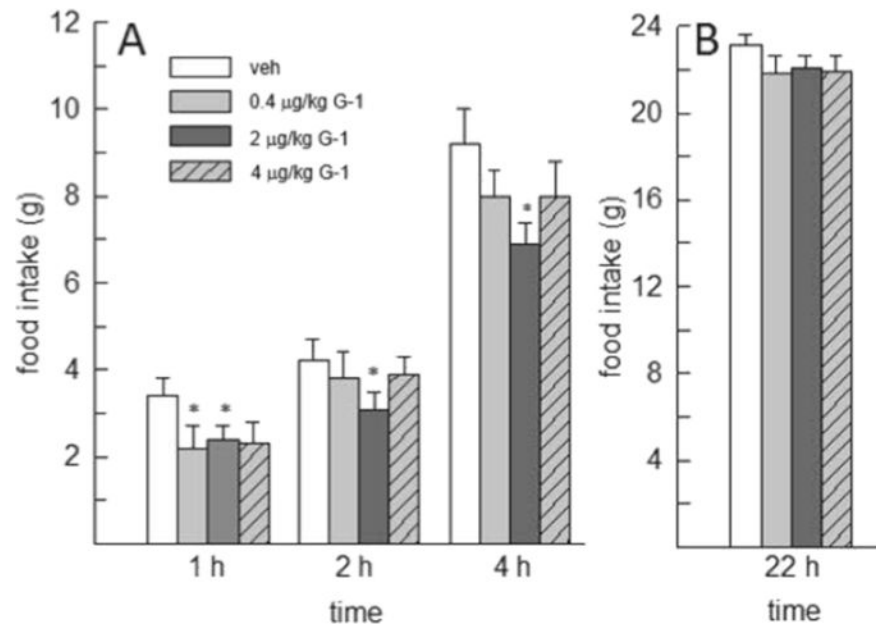 A
veh
0.4 µg/kg G-1
2 µg/kg G-1
4 µg/kg G-1
food intake (g)
12
10
8
6
4
2
*
*
*
*
1 h
2 h
4 h
time
B
food intake (g)
24
20
16
12
8
4
22 h
time